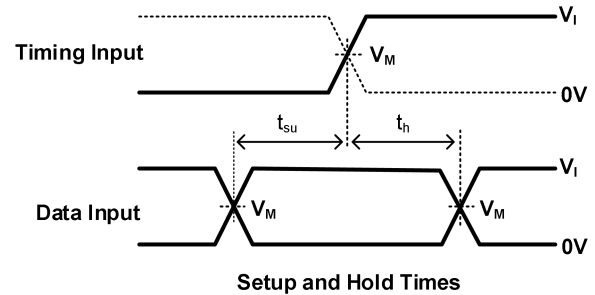 V_I
Timing Input
V_M
0V
t_su
t_h
V_I
Data Input
V_M
V_M
0V
Setup and Hold Times